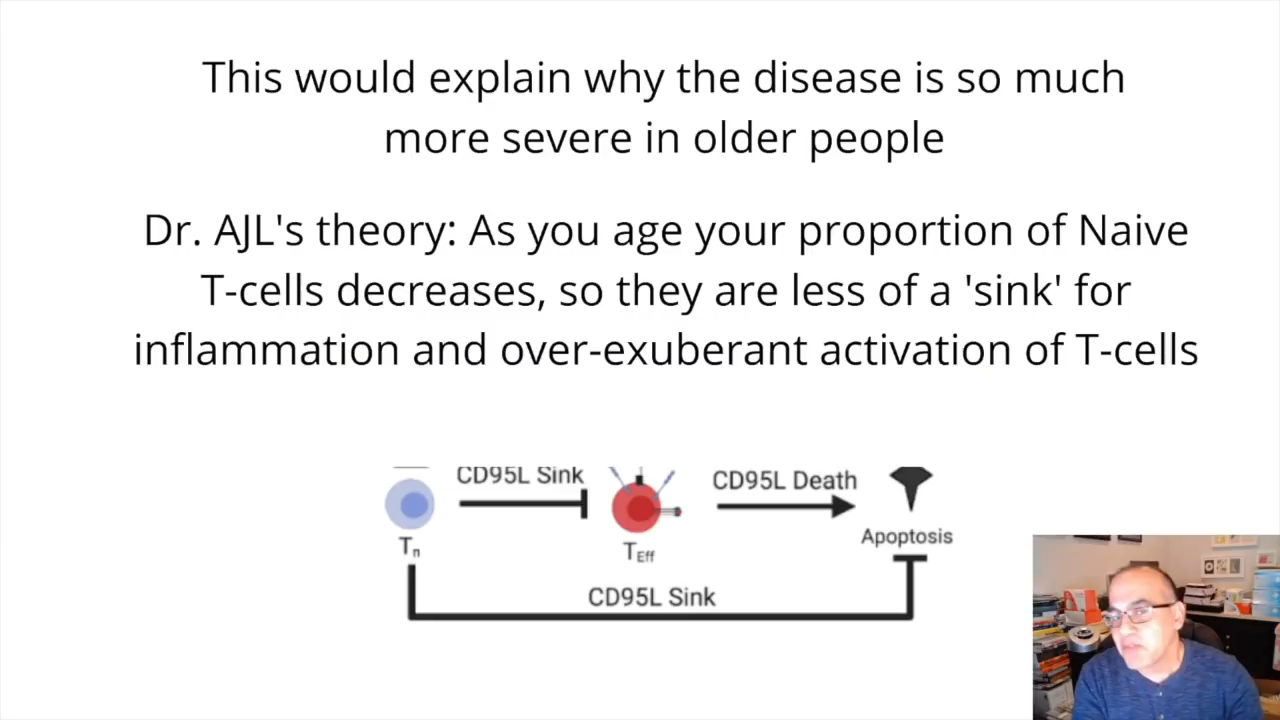 This would explain why the disease is so much
more severe in older people
Dr. AJL's theory: As you age your proportion of Naive
T-cells decreases, so they are less of a 'sink' for
inflammation and over-exuberant activation of T-cells
CD95L Sink
CD95L Death
Tn
TEff
Apoptosis
CD95L Sink